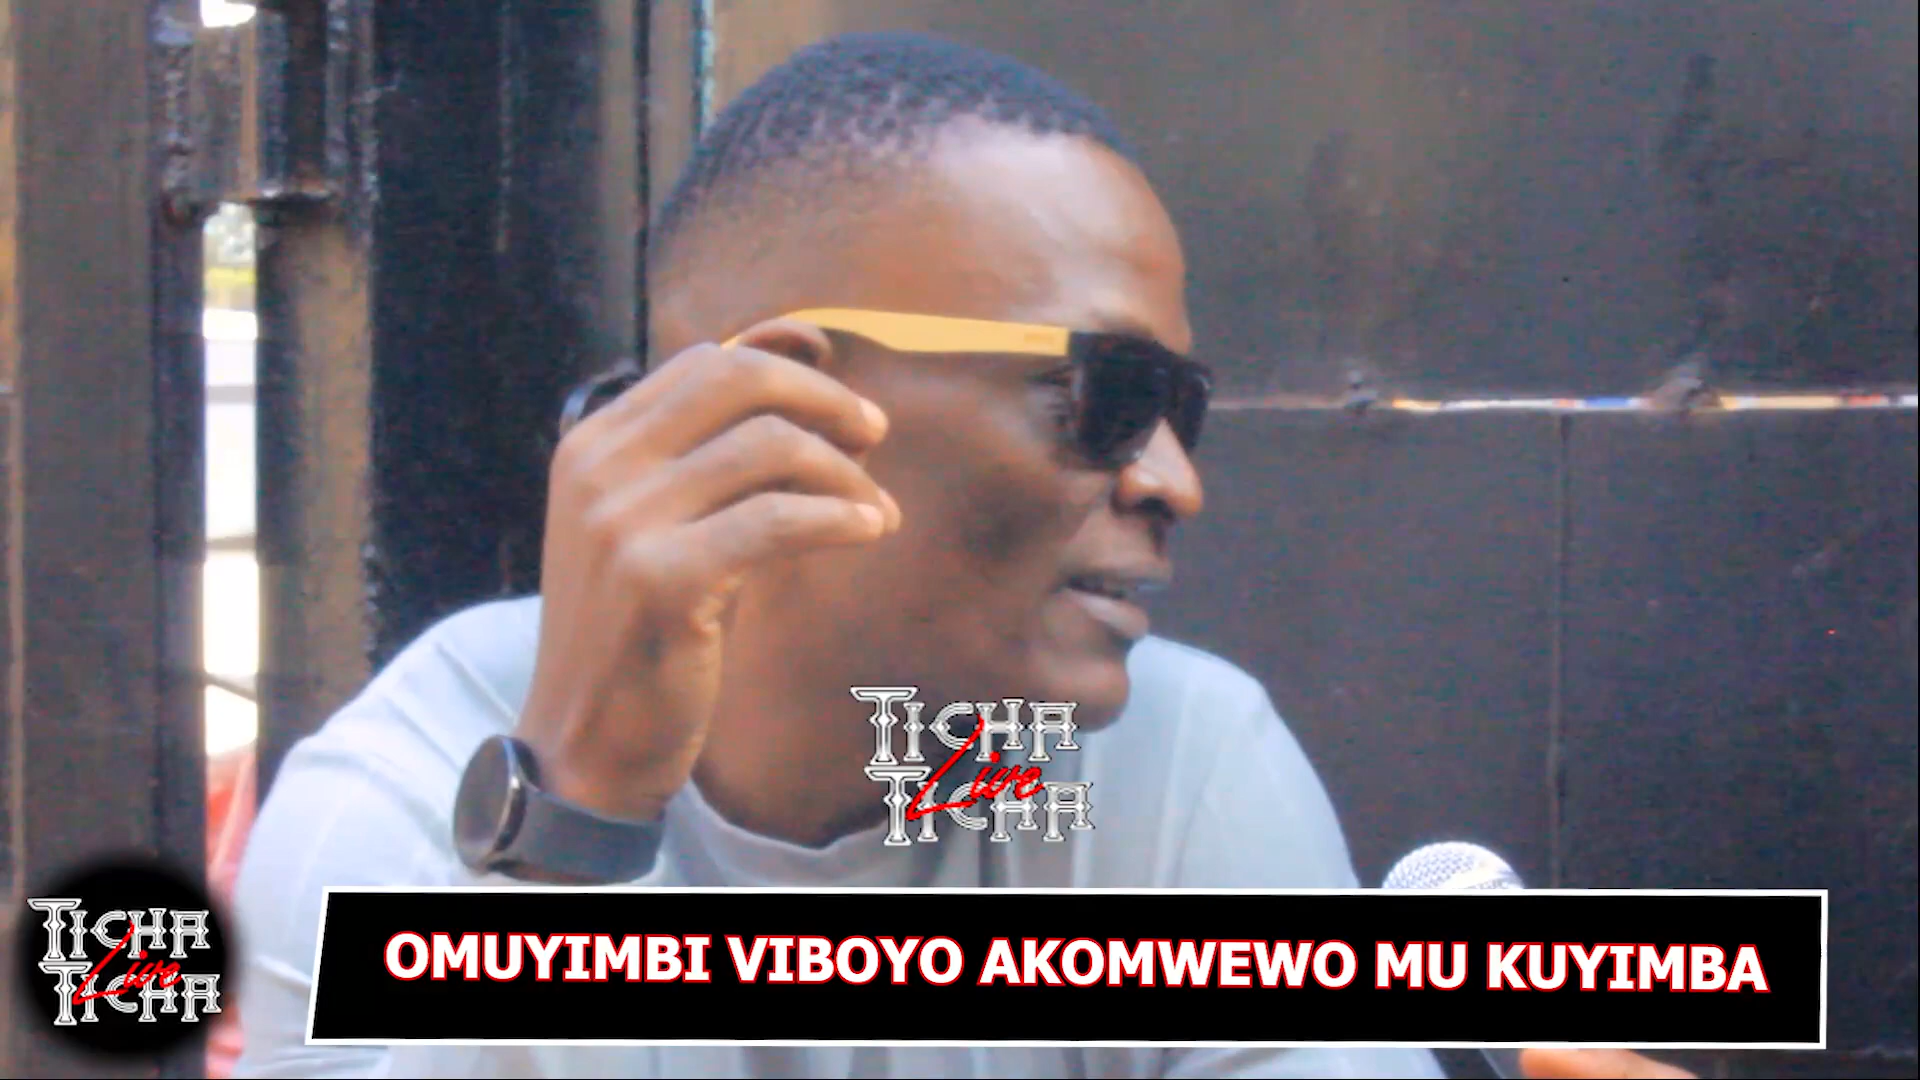 TICHA
Live
TICHA
TICHA
Live
TICHA
OMUYIMBI VIBOYO AKOMWEWO MU KUYIMBA